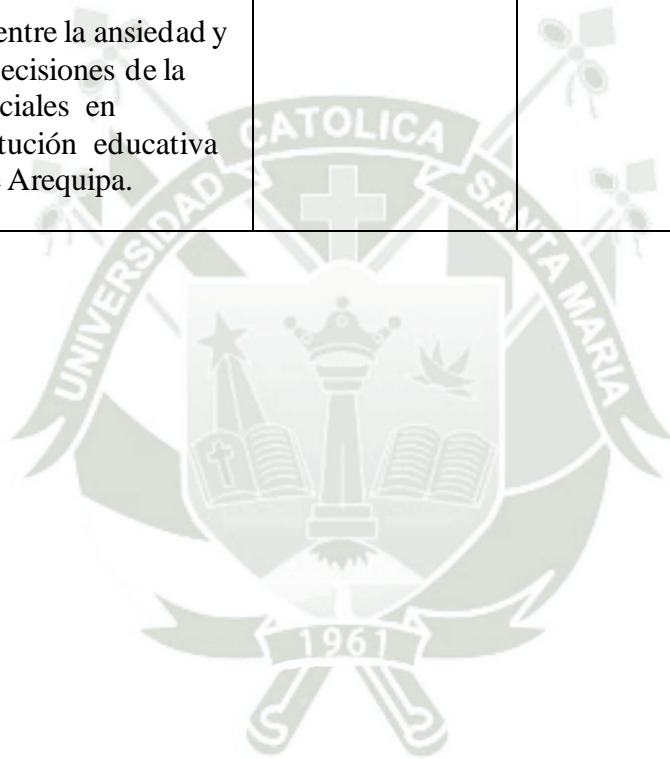 entre la ansiedad y
ecisiones de la
ciales en
tución educativa
Arequipa.
UNIVERSIDAD CATOLICA SANTA MARIA
1961